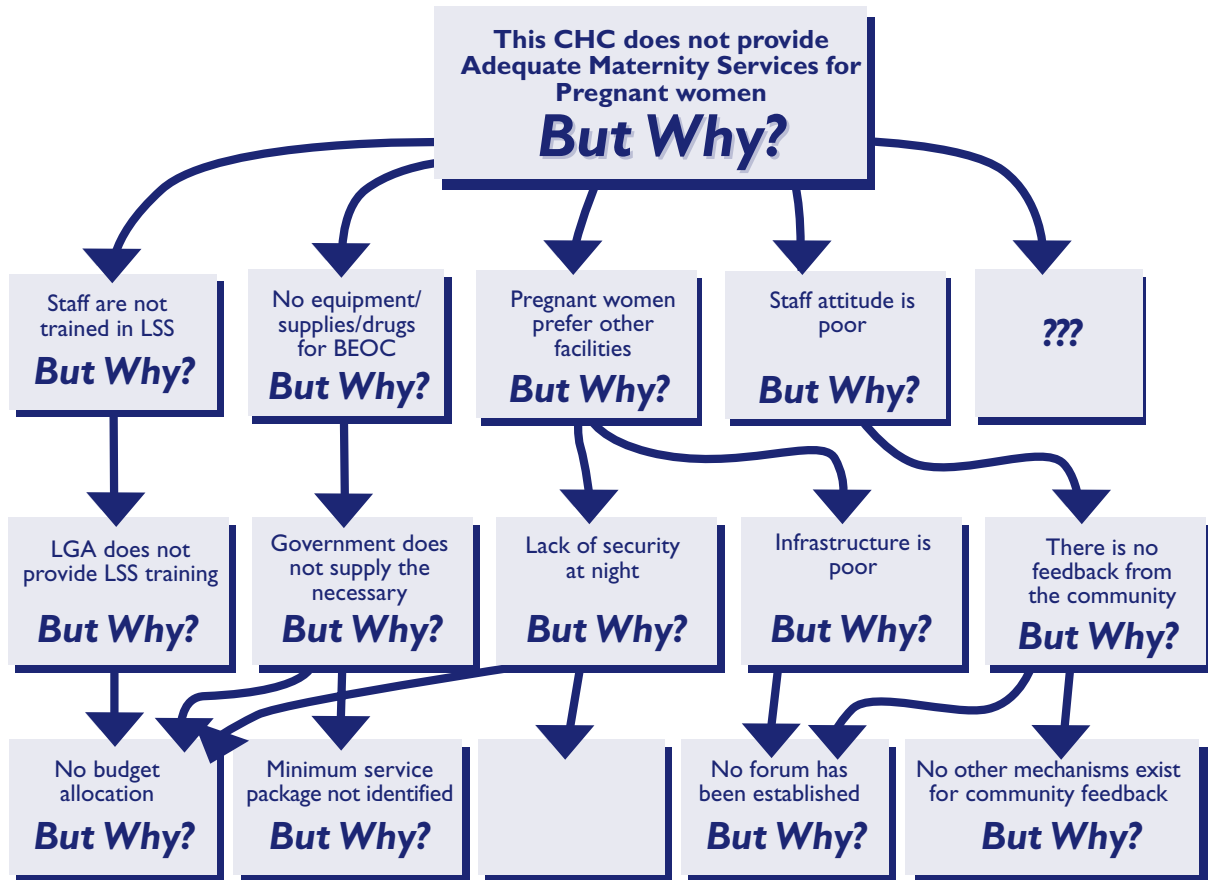 This CHC does not provide
Adequate Maternity Services for
Pregnant women
But Why?
Staff are not
trained in LSS
But Why?
No equipment/
supplies/drugs
for BEOC
But Why?
Pregnant women
prefer other
facilities
But Why?
Staff attitude is
poor
But Why?
???
LGA does not
provide LSS training
But Why?
Government does
not supply the
necessary
But Why?
Lack of security
at night
But Why?
Infrastructure is
poor
But Why?
There is no
feedback from
the community
But Why?
No budget
allocation
But Why?
Minimum service
package not identified
But Why?
No forum has
been established
But Why?
No other mechanisms exist
for community feedback
But Why?